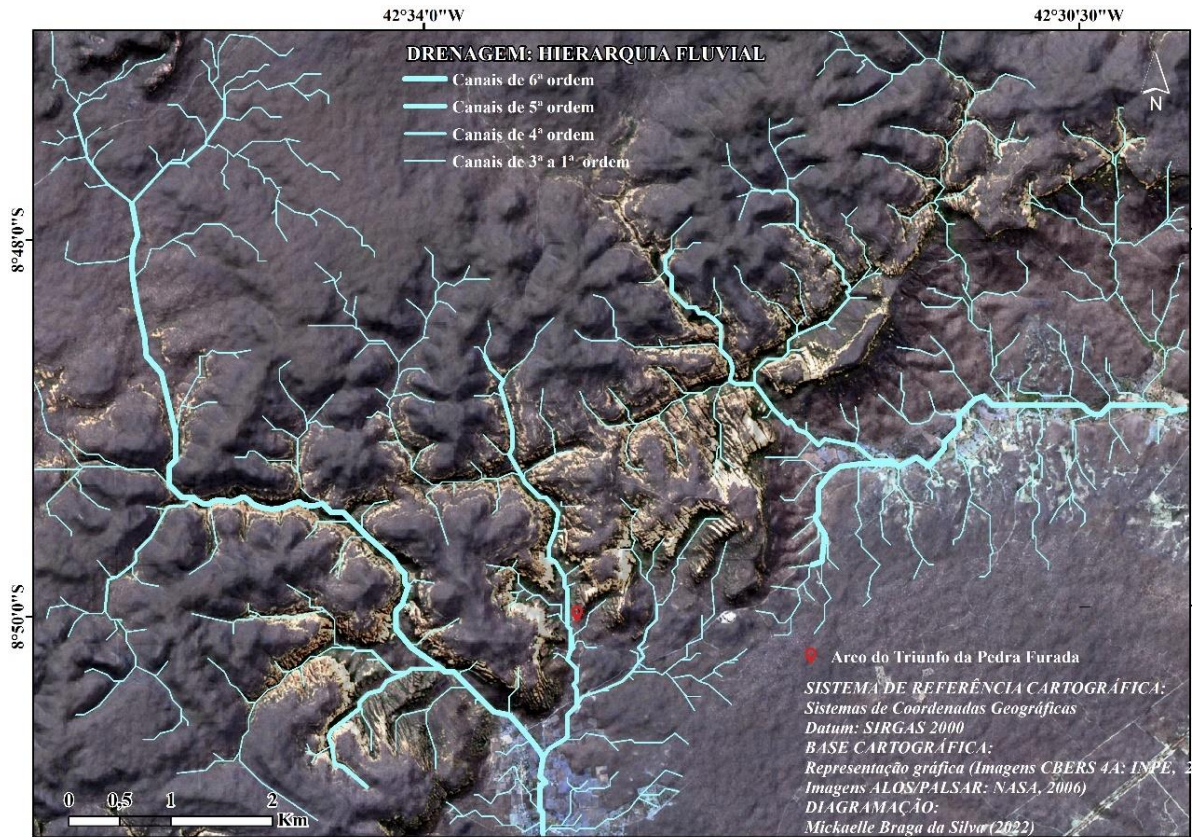 42°34'0"W
42°30'30"W
DRENAGEM: HIERARQUIA FLUVIAL
Canais de 6ª ordem
Canais de 5ª ordem
Canais de 4ª ordem
Canais de 3ª a 1ª ordem
N
8°48'0"S
8°50'0"S
Arco do Triunfo da Pedra Furada
SISTEMA DE REFERÊNCIA CARTOGRÁFICA:
Sistemas de Coordenadas Geográficas
Datum: SIRGAS 2000
BASE CARTOGRÁFICA:
Representação gráfica (Imagens CBERS 4A: INPE, 2
Imagens ALOS/PALSAR: NASA, 2006)
DIAGRAMAÇÃO:
Mickaelle Braga da Silva (2022)
0 0,5 1 2
Km